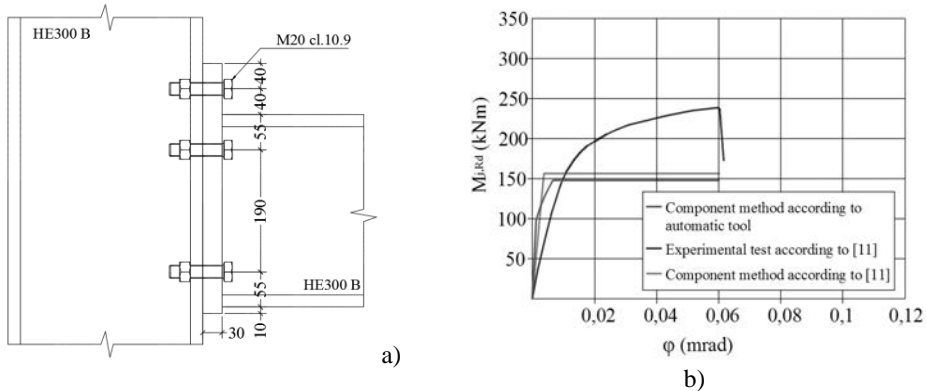 HE300 B
M20 cl.10.9
40
40
55
190
55
10
HE300 B
30
a)
350
300
250
200
150
100
50
Mj,Rd (kNm)
Component method according to
automatic tool
Experimental test according to [11]
Component method according to [11]
0,02 0,04 0,06 0,08 0,1 0,12
φ (mrad)
b)